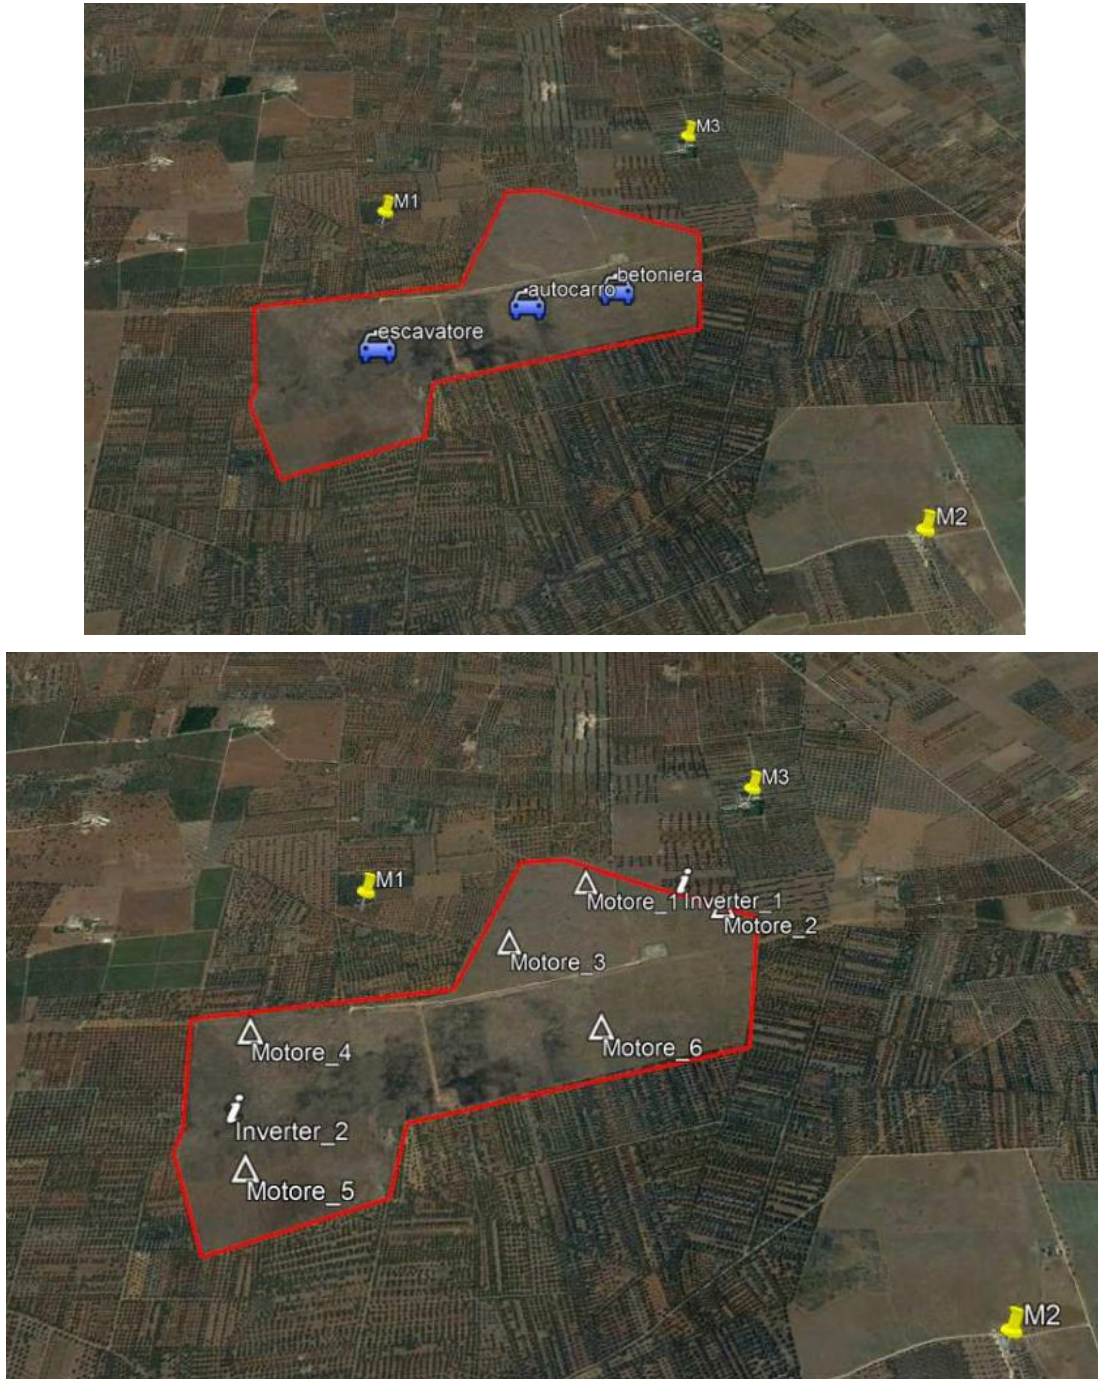 M3
M1
betoniera
autocarro
escavatore
M2
M3
M1
Motore_1
Inverter_1
Motore_2
Motore_3
Motore_4
Motore_6
Inverter_2
Motore_5
M2